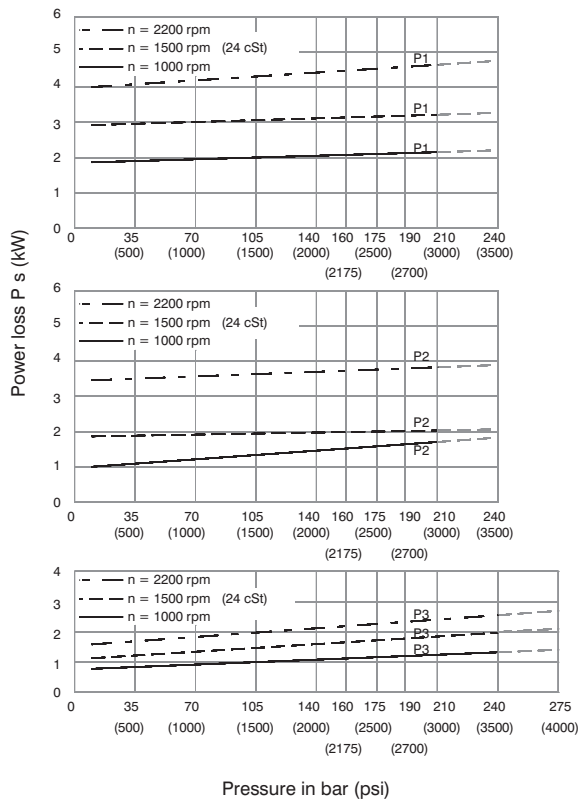 Power loss P s (kW)
6
5
4
3
2
1
0
n = 2200 rpm
n = 1500 rpm (24 cSt)
n = 1000 rpm
P1
P1
P1
0 35 70 105 140 160 175 190 210 240
(500) (1000) (1500) (2000) (2500) (3000) (3500)
(2175) (2700)
6
5
4
3
2
1
0
n = 2200 rpm
n = 1500 rpm (24 cSt)
n = 1000 rpm
P2
P2
P2
0 35 70 105 140 160 175 190 210 240
(500) (1000) (1500) (2000) (2500) (3000) (3500)
(2175) (2700)
4
3
2
1
0
n = 2200 rpm
n = 1500 rpm (24 cSt)
n = 1000 rpm
P3
P3
P3
0 35 70 105 140 160 175 190 210 240 275
(500) (1000) (1500) (2000) (2500) (3000) (3500) (4000)
(2175) (2700)
Pressure in bar (psi)